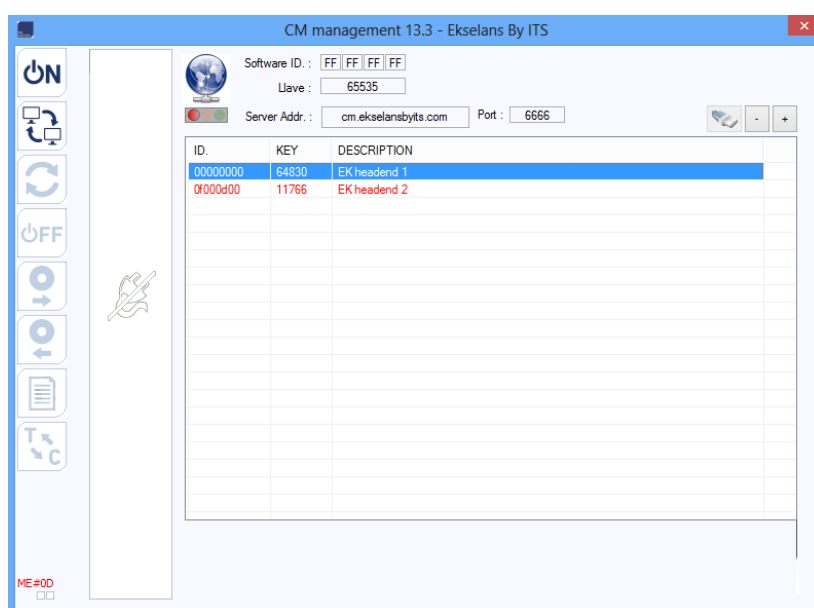 CM management 13.3 - Ekselans By ITS
ON
Software ID. : FF FF FF FF
Llave : 65535
Server Addr. : cm.ekselansbyits.com Port : 6666 - +
ID. KEY DESCRIPTION
00000000 64830 EK headend 1
0f000d00 11766 EK headend 2
OFF
T C
ME#0D